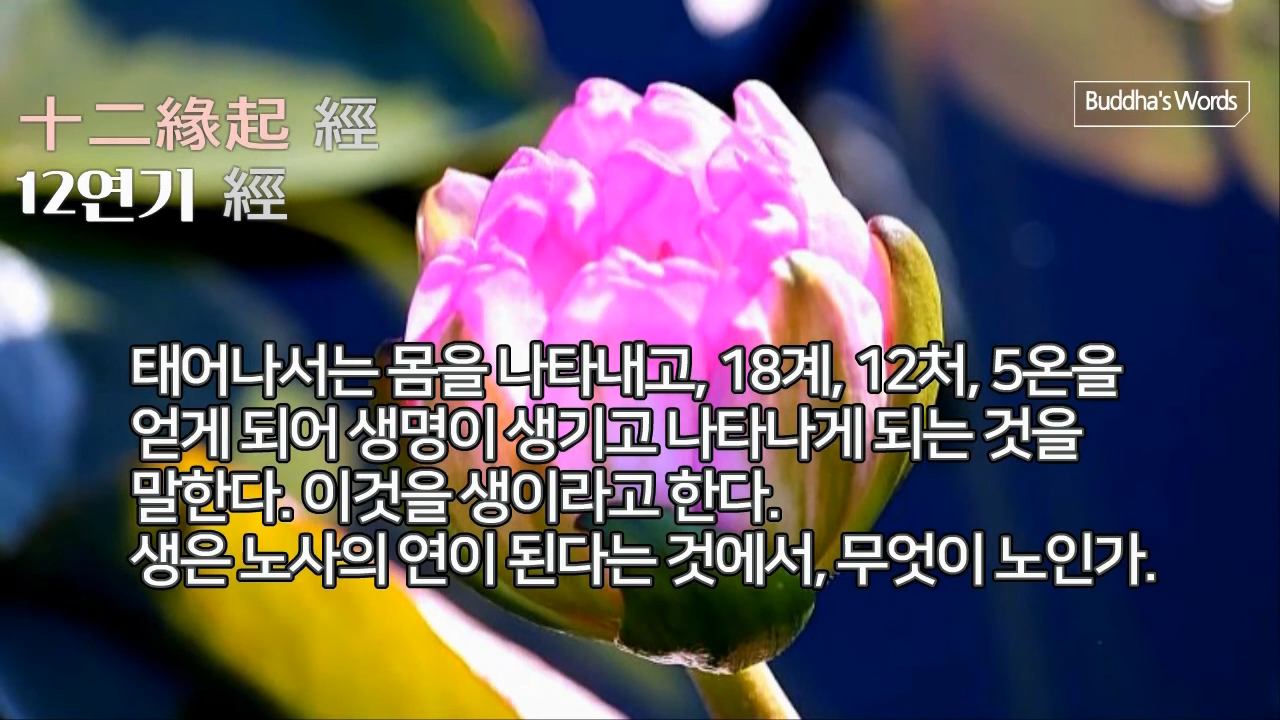 十二緣起 經
12연기 經
Buddha's Words
태어나서는 몸을 나타내고, 18계, 12처, 5온을
얻게 되어 생명이 생기고 나타나게 되는 것을
말한다. 이것을 생이라고 한다.
생은 노사의 연이 된다는 것에서, 무엇이 노인가.